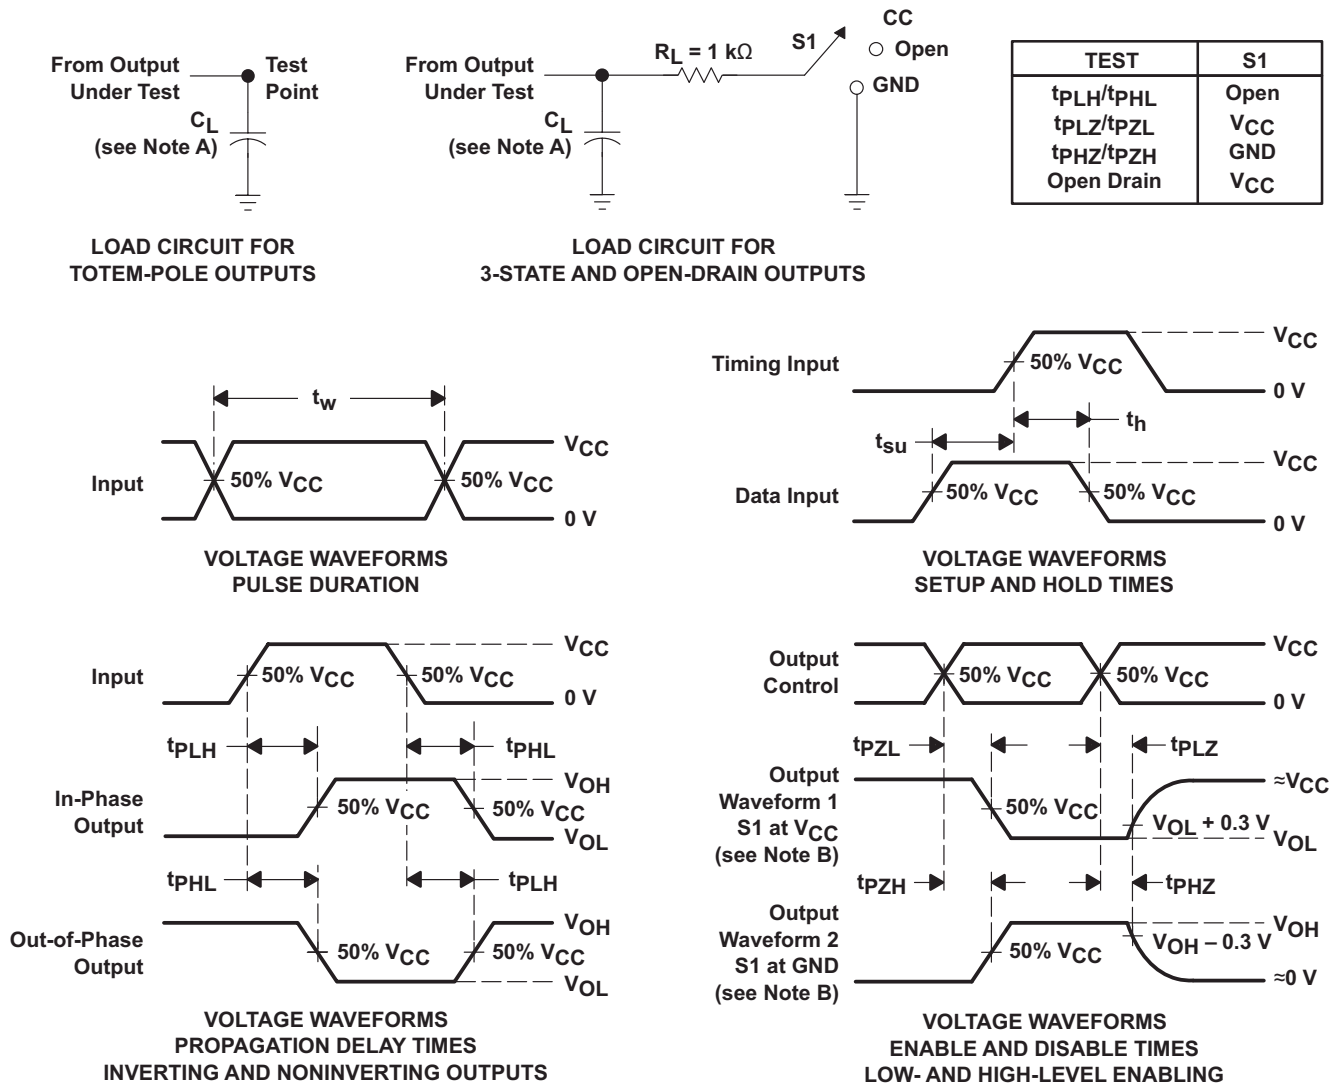 From Output
Under Test
Test
Point
CL
(see Note A)
LOAD CIRCUIT FOR
TOTEM-POLE OUTPUTS
From Output
Under Test
RL = 1 kΩ
S1
CC
Open
GND
CL
(see Note A)
LOAD CIRCUIT FOR
3-STATE AND OPEN-DRAIN OUTPUTS
TEST S1
tPLH/tPHL Open
tPLZ/tPZL VCC
tPHZ/tPZH GND
Open Drain VCC
tw
Input
VCC
50% VCC
50% VCC
0 V
VOLTAGE WAVEFORMS
PULSE DURATION
Timing Input
VCC
50% VCC
0 V
tsu
th
Data Input
VCC
50% VCC
50% VCC
0 V
VOLTAGE WAVEFORMS
SETUP AND HOLD TIMES
Input
VCC
50% VCC
50% VCC
0 V
tPLH
tPHL
In-Phase
Output
VOH
50% VCC
50% VCC
VOL
tPHL
tPLH
Out-of-Phase
Output
VOH
50% VCC
50% VCC
VOL
VOLTAGE WAVEFORMS
PROPAGATION DELAY TIMES
INVERTING AND NONINVERTING OUTPUTS
Output
Control
VCC
50% VCC
50% VCC
0 V
tPZL
tPLZ
Output
Waveform 1
S1 at VCC
(see Note B)
≈VCC
50% VCC
VOL + 0.3 V
VOL
tPZH
tPHZ
Output
Waveform 2
S1 at GND
(see Note B)
VOH
50% VCC
VOH – 0.3 V
≈0 V
VOLTAGE WAVEFORMS
ENABLE AND DISABLE TIMES
LOW- AND HIGH-LEVEL ENABLING